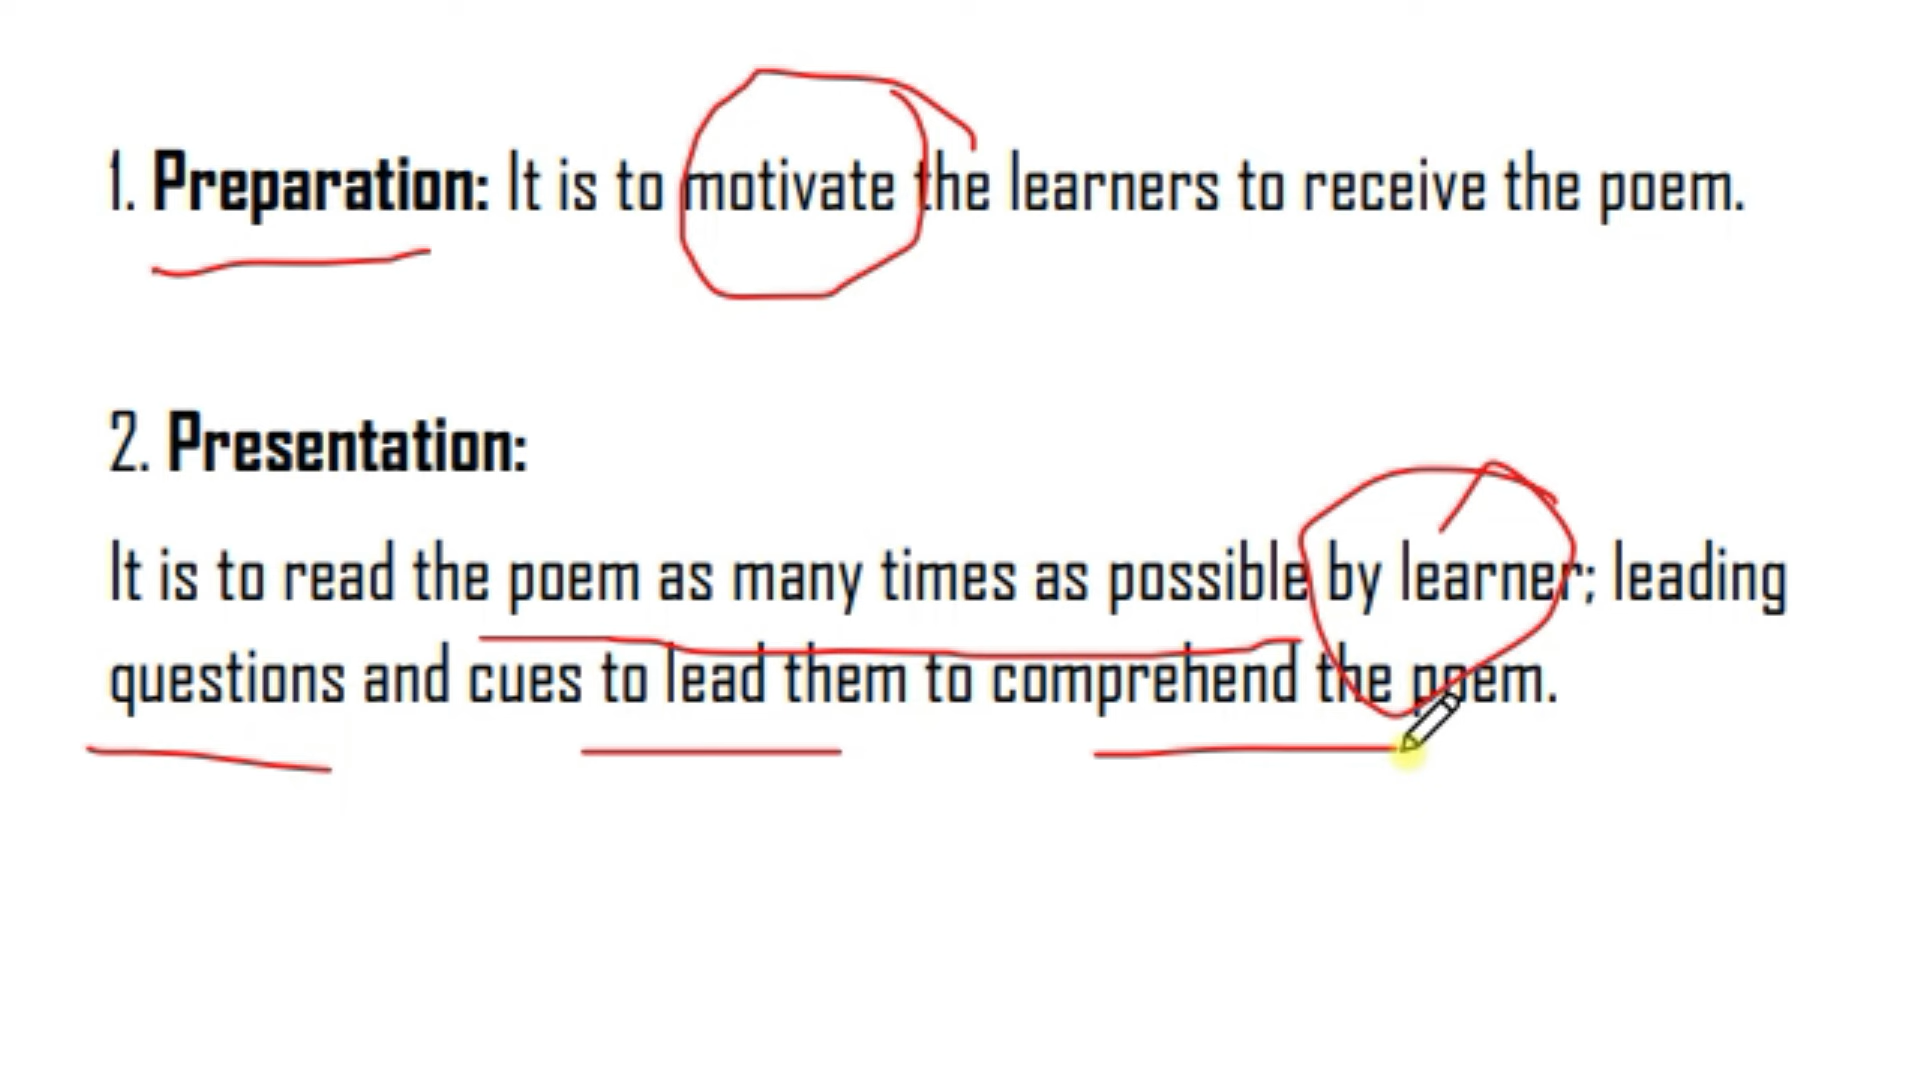 1. Preparation: It is to motivate the learners to receive the poem.
2. Presentation:
It is to read the poem as many times as possible by learner; leading
questions and cues to lead them to comprehend the poem.